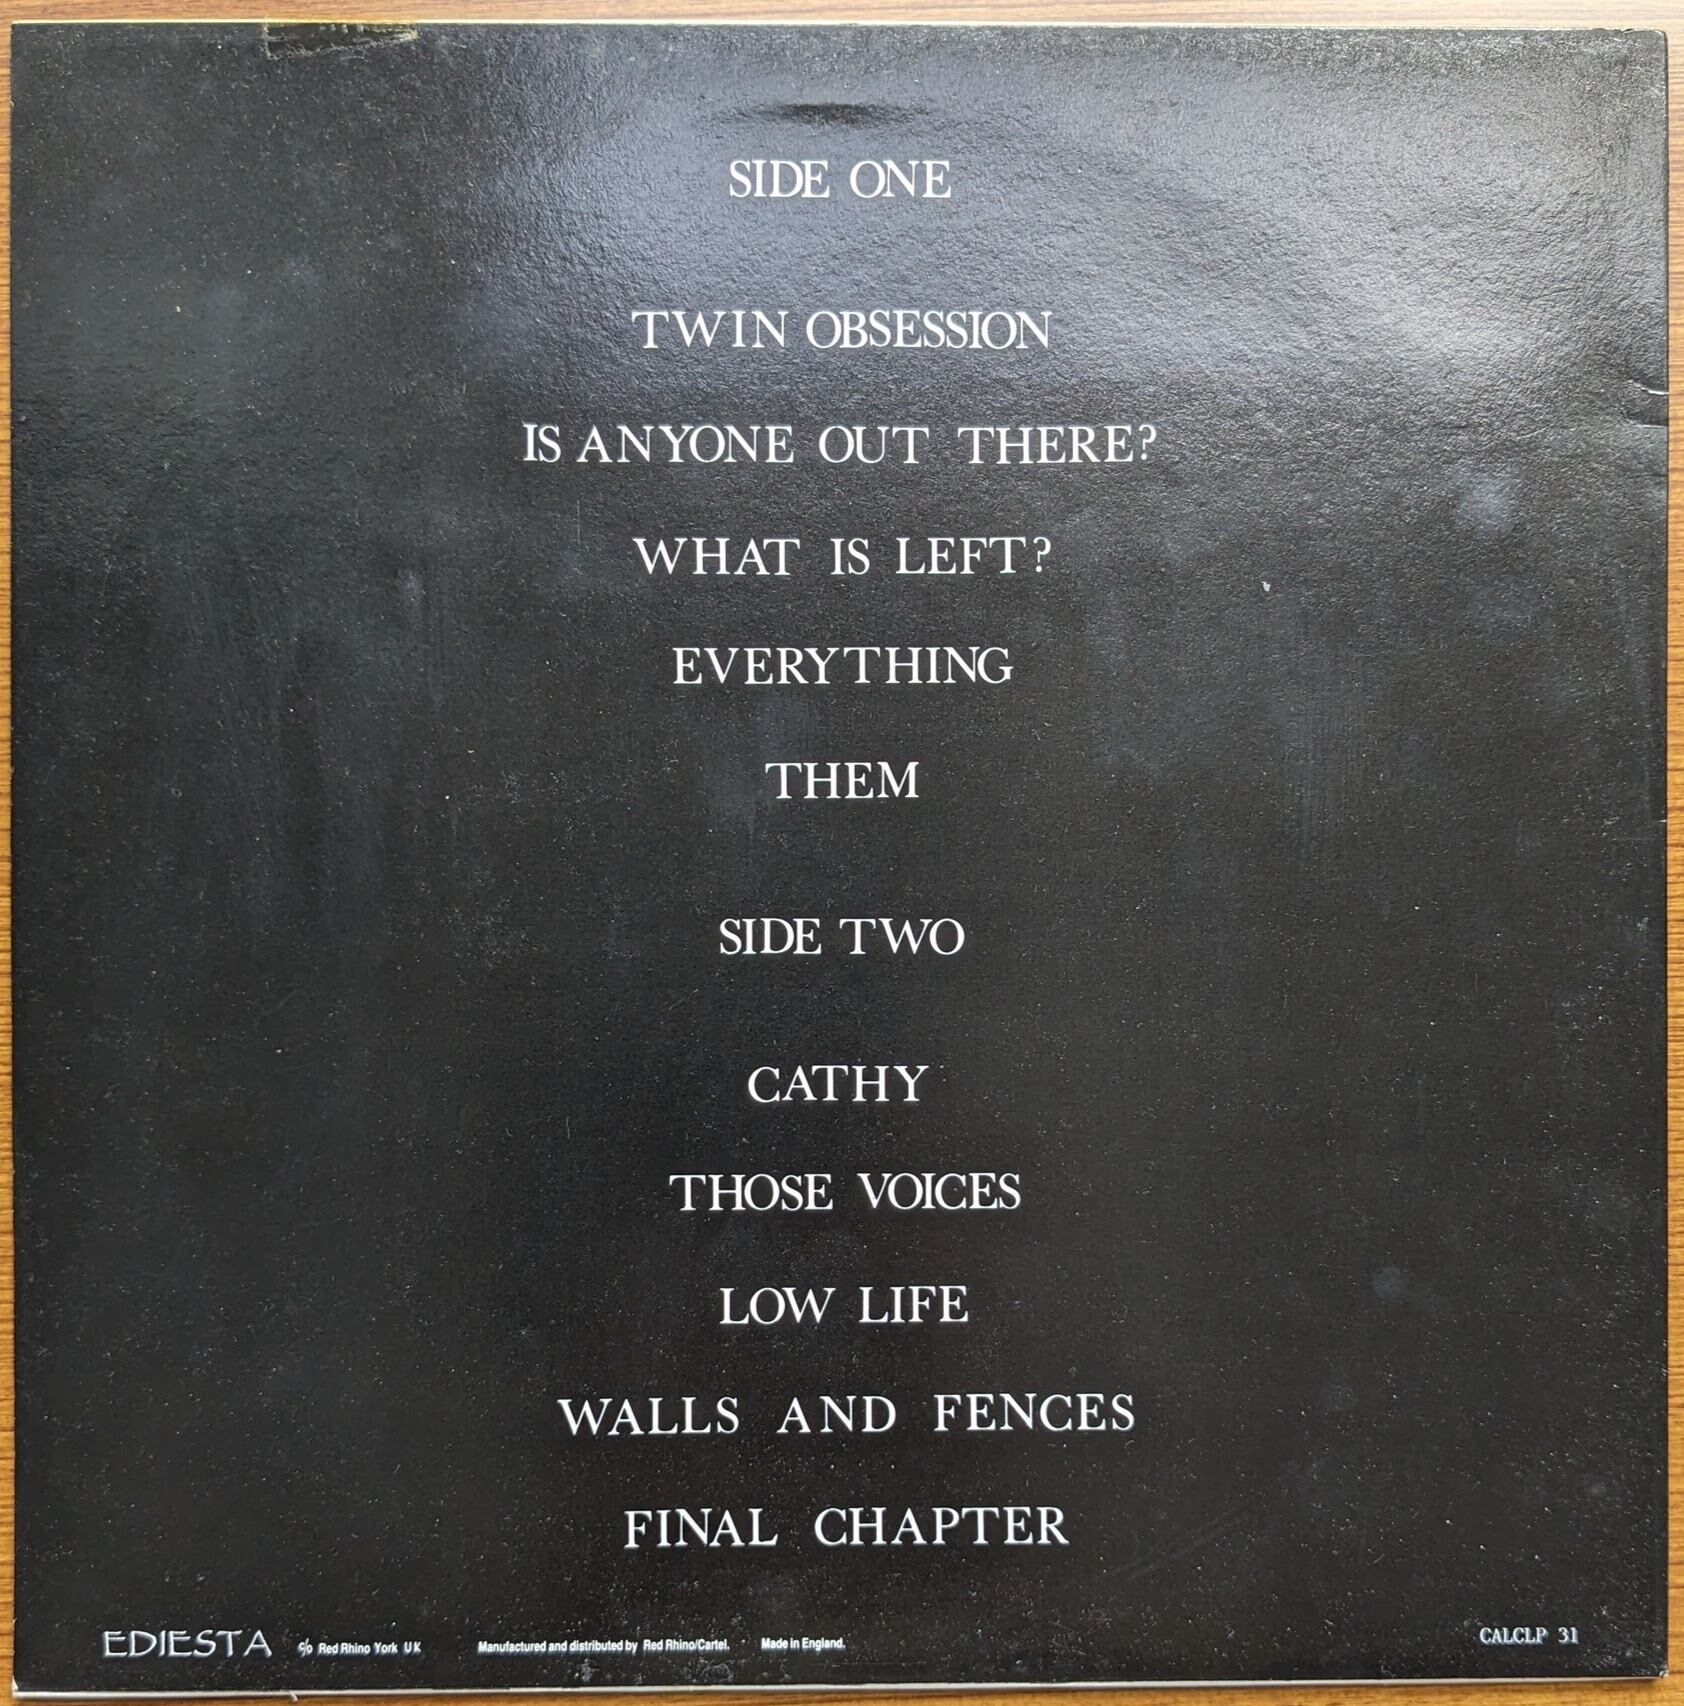 SIDE ONE
TWIN OBSESSION
IS ANYONE OUT THERE?
WHAT IS LEFT?
EVERYTHING
THEM
SIDE TWO
CATHY
THOSE VOICES
LOW LIFE
WALLS AND FENCES
FINAL CHAPTER
EDIESTA c/o Red Rhino York UK Manufactured and distributed by Red Rhino/Cartel. Made in England. CALCLP 31